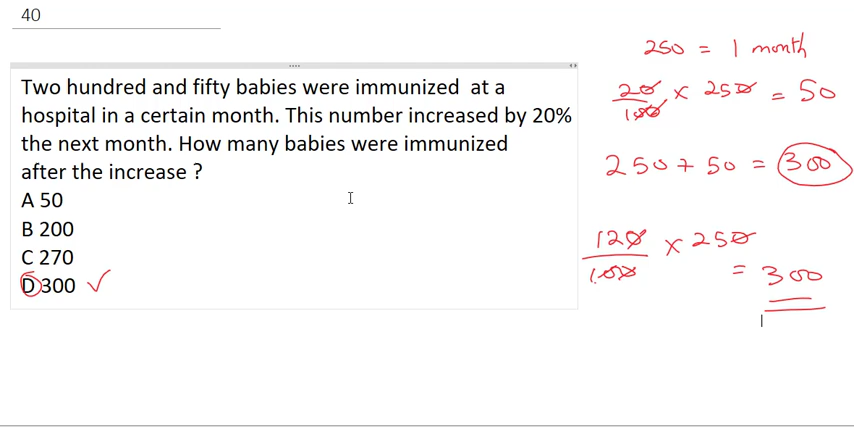 40
Two hundred and fifty babies were immunized at a
hospital in a certain month. This number increased by 20%
the next month. How many babies were immunized
after the increase ?
A 50
B 200
C 270
D 300 ✓
250 = 1 month
20/100 × 250 = 50
250 + 50 = 300
120/100 × 250
= 300